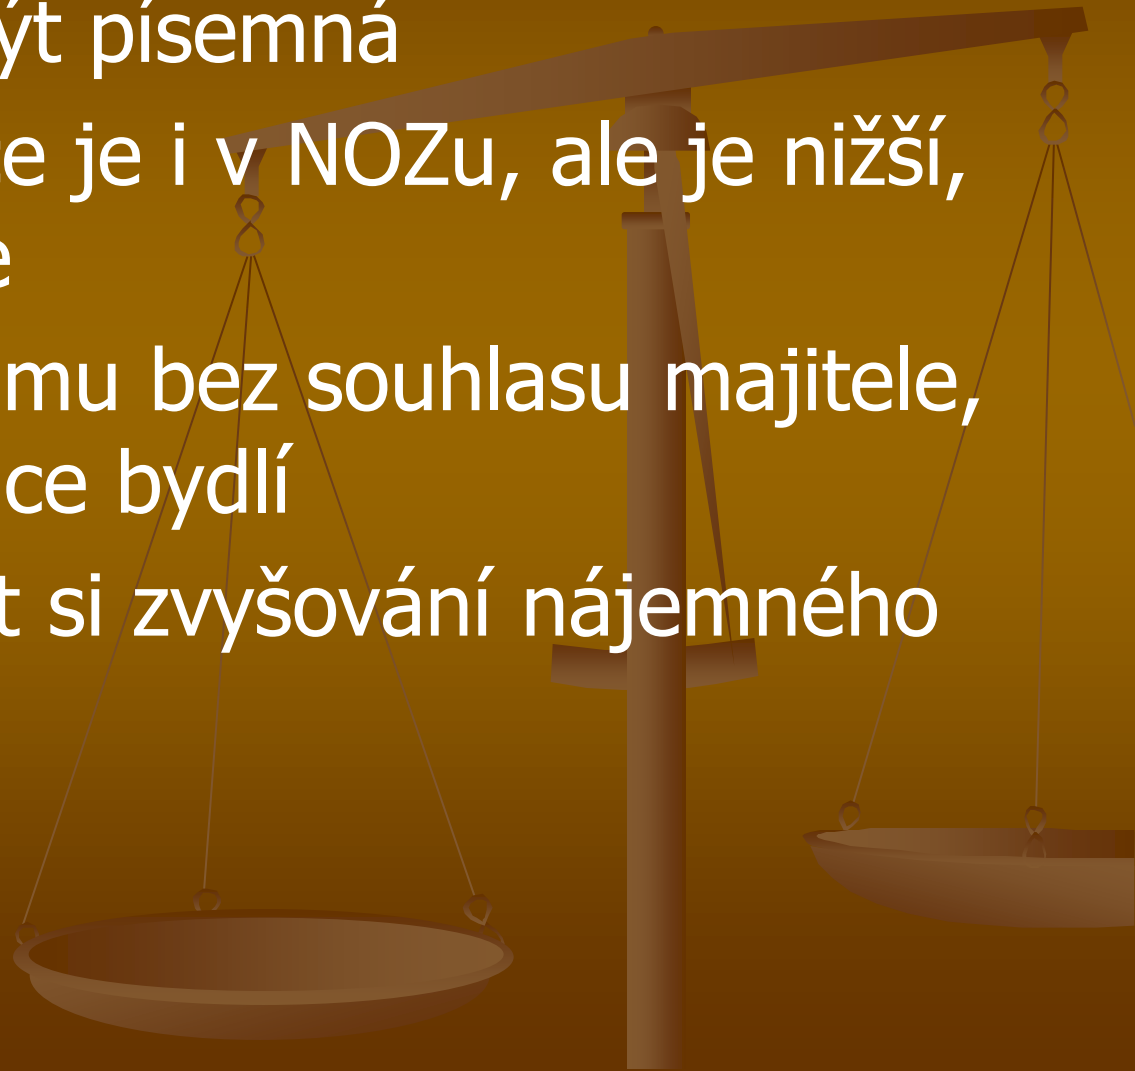 ýt písemná
e je i v NOZu, ale je nižší,
e
mu bez souhlasu majitele,
ce bydlí
t si zvyšování nájemného